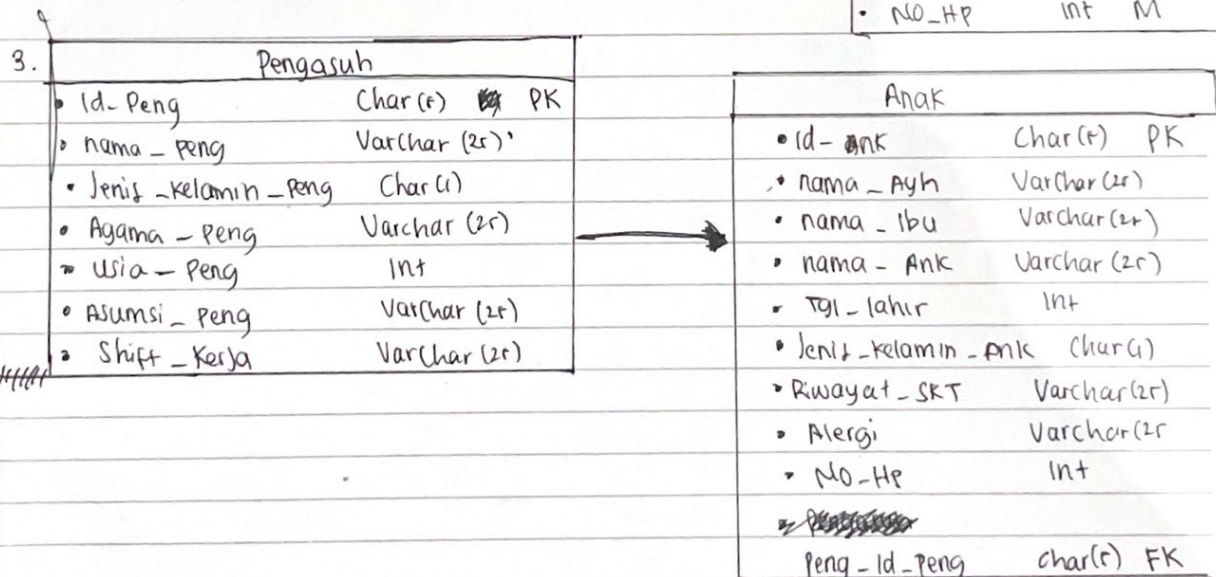 • NO_HP int M
3. Pengasuh
• Id_Peng Char(5) PK
• nama_Peng Varchar (25)
• Jenis_Kelamin_Peng Char(1)
• Agama_Peng Varchar (25)
• Usia_Peng Int
• Asumsi_Peng Varchar (25)
• Shift_Kerja Varchar (25)
Anak
• Id_Ank Char(5) PK
• nama_Ayh Varchar (25)
• nama_Ibu Varchar (25)
• nama_Ank Varchar (25)
• Tgl_lahir Int
• Jenis_Kelamin_Ank Char(1)
• Riwayat_SKT Varchar (25)
• Alergi Varchar (25
• NO_HP Int
Peng_Id_Peng char(5) FK